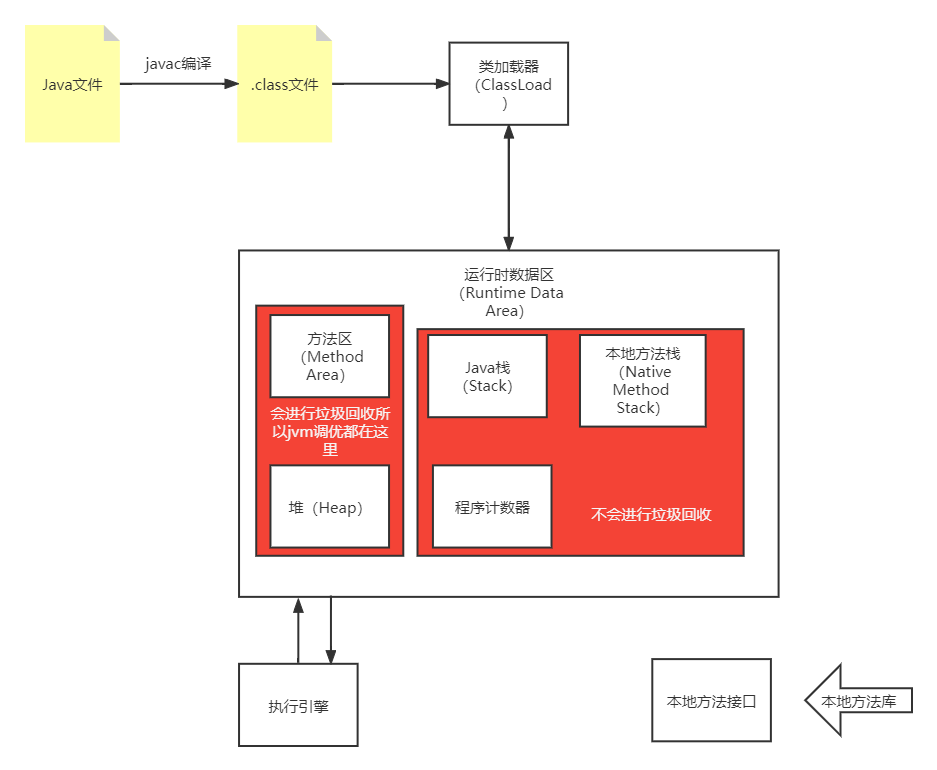 Java文件
javac编译
.class文件
类加载器
（ClassLoad
）
运行时数据区
（Runtime Data
Area）
方法区
（Method
Area）
会进行垃圾回收所
以jvm调优都在这
里
堆（Heap）
Java栈
（Stack）
本地方法栈
（Native
Method
Stack）
程序计数器
不会进行垃圾回收
执行引擎
本地方法接口
本地方法库